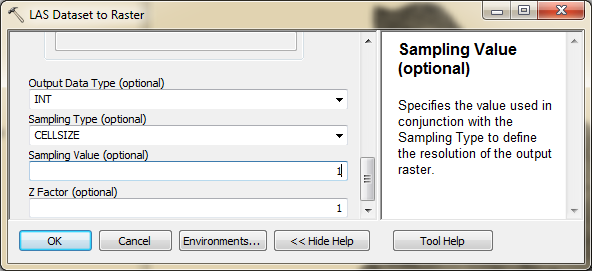 LAS Dataset to Raster
Output Data Type (optional)
INT
Sampling Type (optional)
CELLSIZE
Sampling Value (optional)
1
Z Factor (optional)
1
Sampling Value
(optional)
Specifies the value used in
conjunction with the
Sampling Type to define
the resolution of the output
raster.
OK
Cancel
Environments...
<< Hide Help
Tool Help